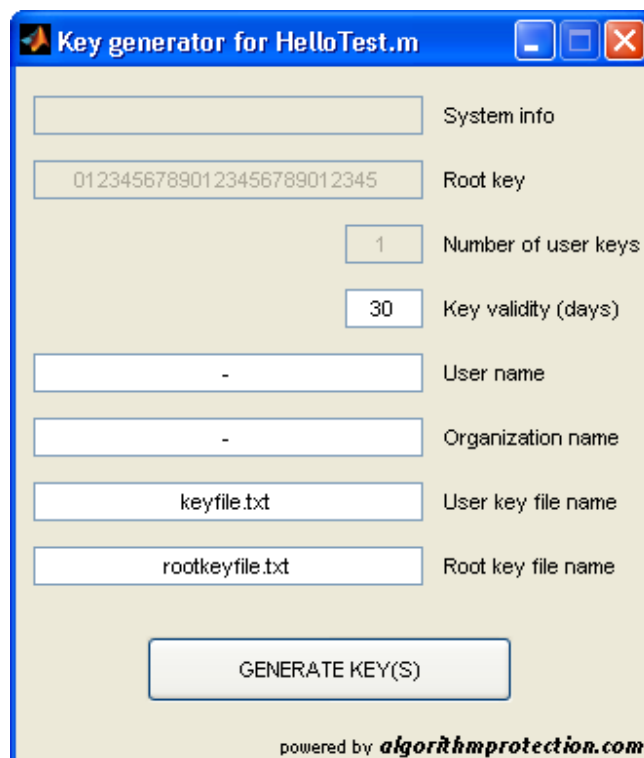 Key generator for HelloTest.m
System info
01234567890123456789012345 Root key
1 Number of user keys
30 Key validity (days)
- User name
- Organization name
keyfile.txt User key file name
rootkeyfile.txt Root key file name
GENERATE KEY(S)
powered by algorithmprotection.com